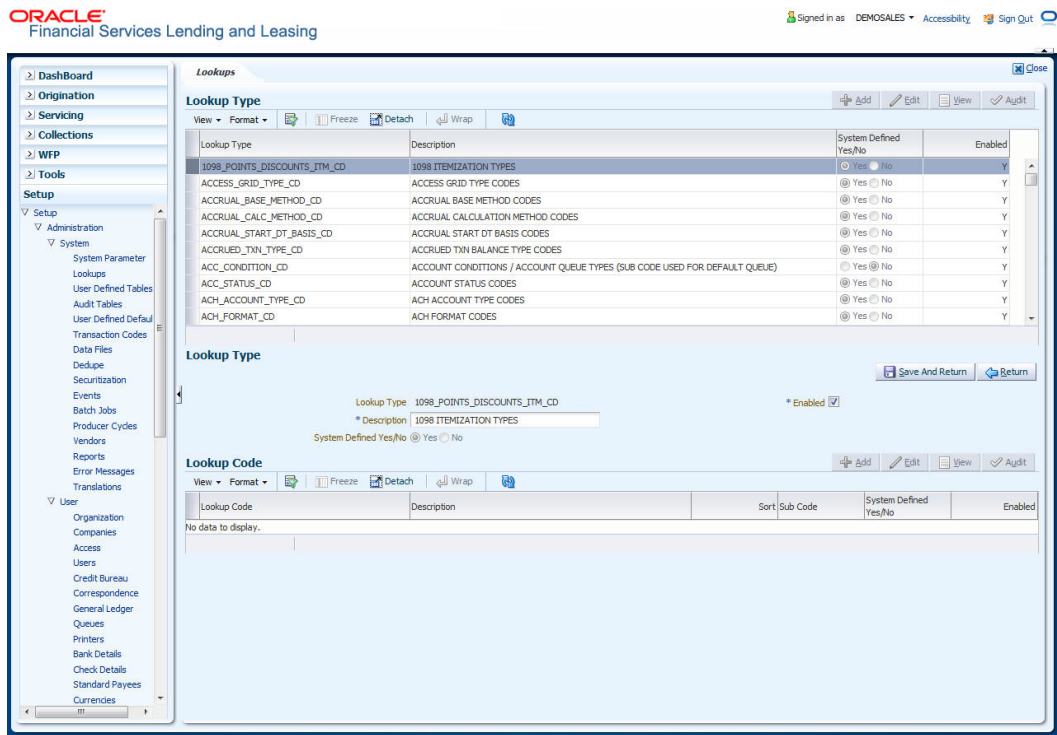 ORACLE
Financial Services Lending and Leasing
Signed in as DEMOSALES Accessibility Sign Out
Close
DashBoard
Origination
Servicing
Collections
WFP
Tools
Setup
Setup
Administration
System
System Parameter
Lookups
User Defined Tables
Audit Tables
User Defined Defaul
Transaction Codes
Data Files
Dedupe
Securitization
Events
Batch Jobs
Producer Cycles
Vendors
Reports
Error Messages
Translations
User
Organization
Companies
Access
Users
Credit Bureau
Correspondence
General Ledger
Queues
Printers
Bank Details
Check Details
Standard Payees
Currencies
Lookups
Lookup Type
Add Edit View Audit
View Format Freeze Detach Wrap
Lookup Type Description System Defined Yes/No Enabled
1098_POINTS_DISCOUNTS_ITM_CD 1098 ITEMIZATION TYPES Yes No Y
ACCESS_GRID_TYPE_CD ACCESS GRID TYPE CODES Yes No Y
ACCRUAL_BASE_METHOD_CD ACCRUAL BASE METHOD CODES Yes No Y
ACCRUAL_CALC_METHOD_CD ACCRUAL CALCULATION METHOD CODES Yes No Y
ACCRUAL_START_DT_BASIS_CD ACCRUAL START DT BASIS CODES Yes No Y
ACCRUED_TXN_TYPE_CD ACCRUED TXN BALANCE TYPE CODES Yes No Y
ACC_CONDITION_CD ACCOUNT CONDITIONS / ACCOUNT QUEUE TYPES (SUB CODE USED FOR DEFAULT QUEUE) Yes No Y
ACC_STATUS_CD ACCOUNT STATUS CODES Yes No Y
ACH_ACCOUNT_TYPE_CD ACH ACCOUNT TYPE CODES Yes No Y
ACH_FORMAT_CD ACH FORMAT CODES Yes No Y
Lookup Type
Save And Return Return
Lookup Type 1098_POINTS_DISCOUNTS_ITM_CD * Enabled
* Description 1098 ITEMIZATION TYPES
System Defined Yes/No Yes No
Lookup Code
Add Edit View Audit
View Format Freeze Detach Wrap
Lookup Code Description Sort Sub Code System Defined Yes/No Enabled
No data to display.